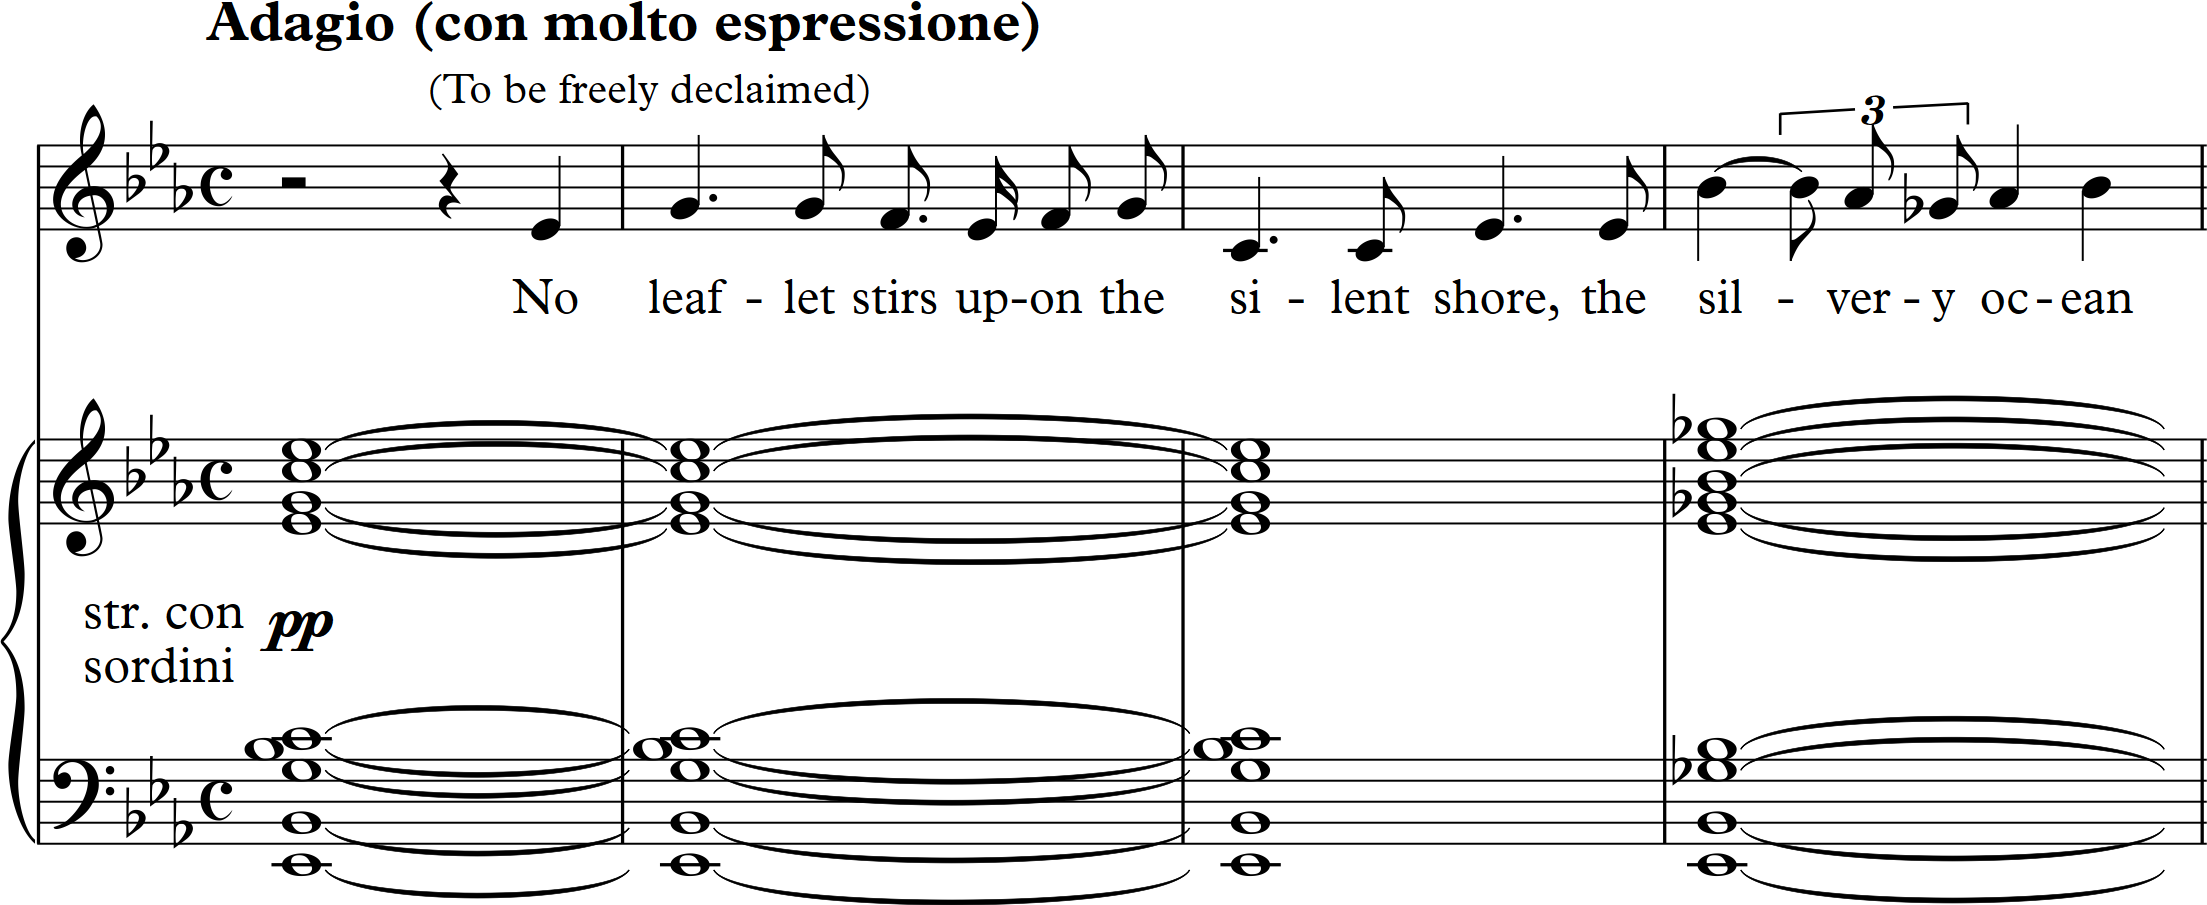 Adagio (con molto espressione)
(To be freely declaimed)
3
No leaf - let stirs up-on the si - lent shore, the sil - ver - y oc-ean
str. con pp
sordini